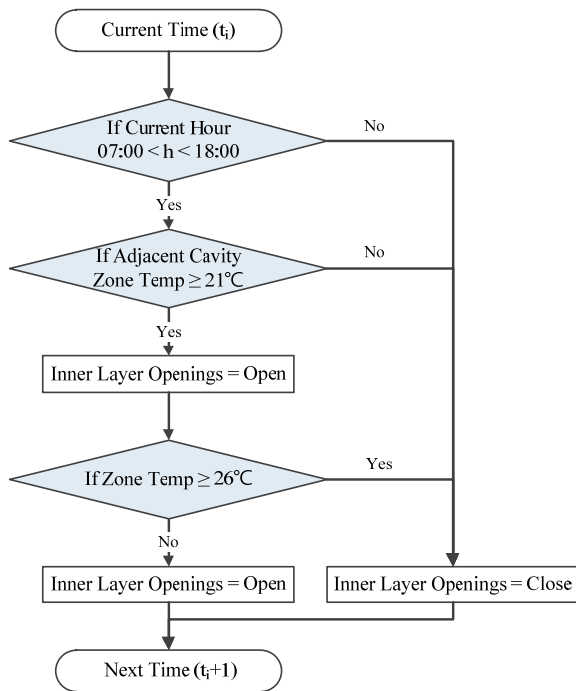 Current Time (ti)
If Current Hour
07:00 < h < 18:00
No
Yes
If Adjacent Cavity
Zone Temp ≥ 21℃
No
Yes
Inner Layer Openings = Open
If Zone Temp ≥ 26℃
Yes
No
Inner Layer Openings = Open
Inner Layer Openings = Close
Next Time (ti+1)